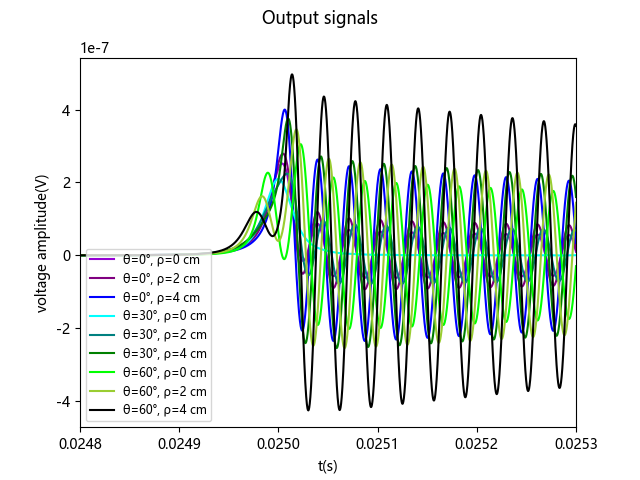 Output signals
1e-7
4
2
0
-2
-4
voltage amplitude(V)
θ=0°, ρ=0 cm
θ=0°, ρ=2 cm
θ=0°, ρ=4 cm
θ=30°, ρ=0 cm
θ=30°, ρ=2 cm
θ=30°, ρ=4 cm
θ=60°, ρ=0 cm
θ=60°, ρ=2 cm
θ=60°, ρ=4 cm
0.0248 0.0249 0.0250 0.0251 0.0252 0.0253
t(s)